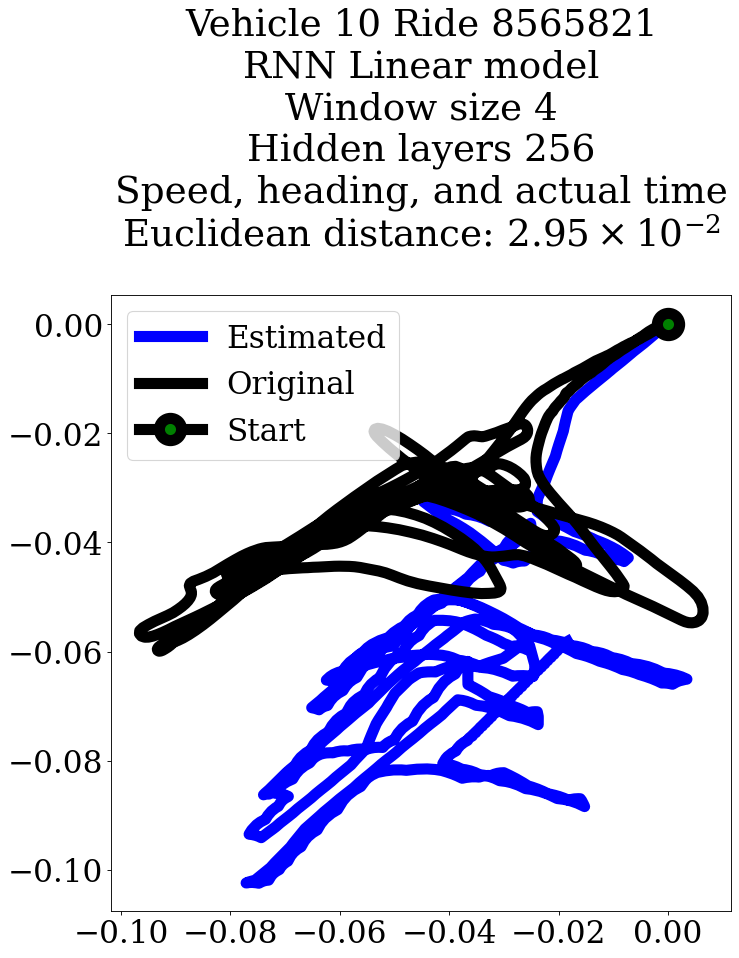 Vehicle 10 Ride 8565821
RNN Linear model
Window size 4
Hidden layers 256
Speed, heading, and actual time
Euclidean distance: 2.95 × 10⁻²
Estimated
Original
Start
0.00
−0.02
−0.04
−0.06
−0.08
−0.10
−0.10 −0.08 −0.06 −0.04 −0.02 0.00